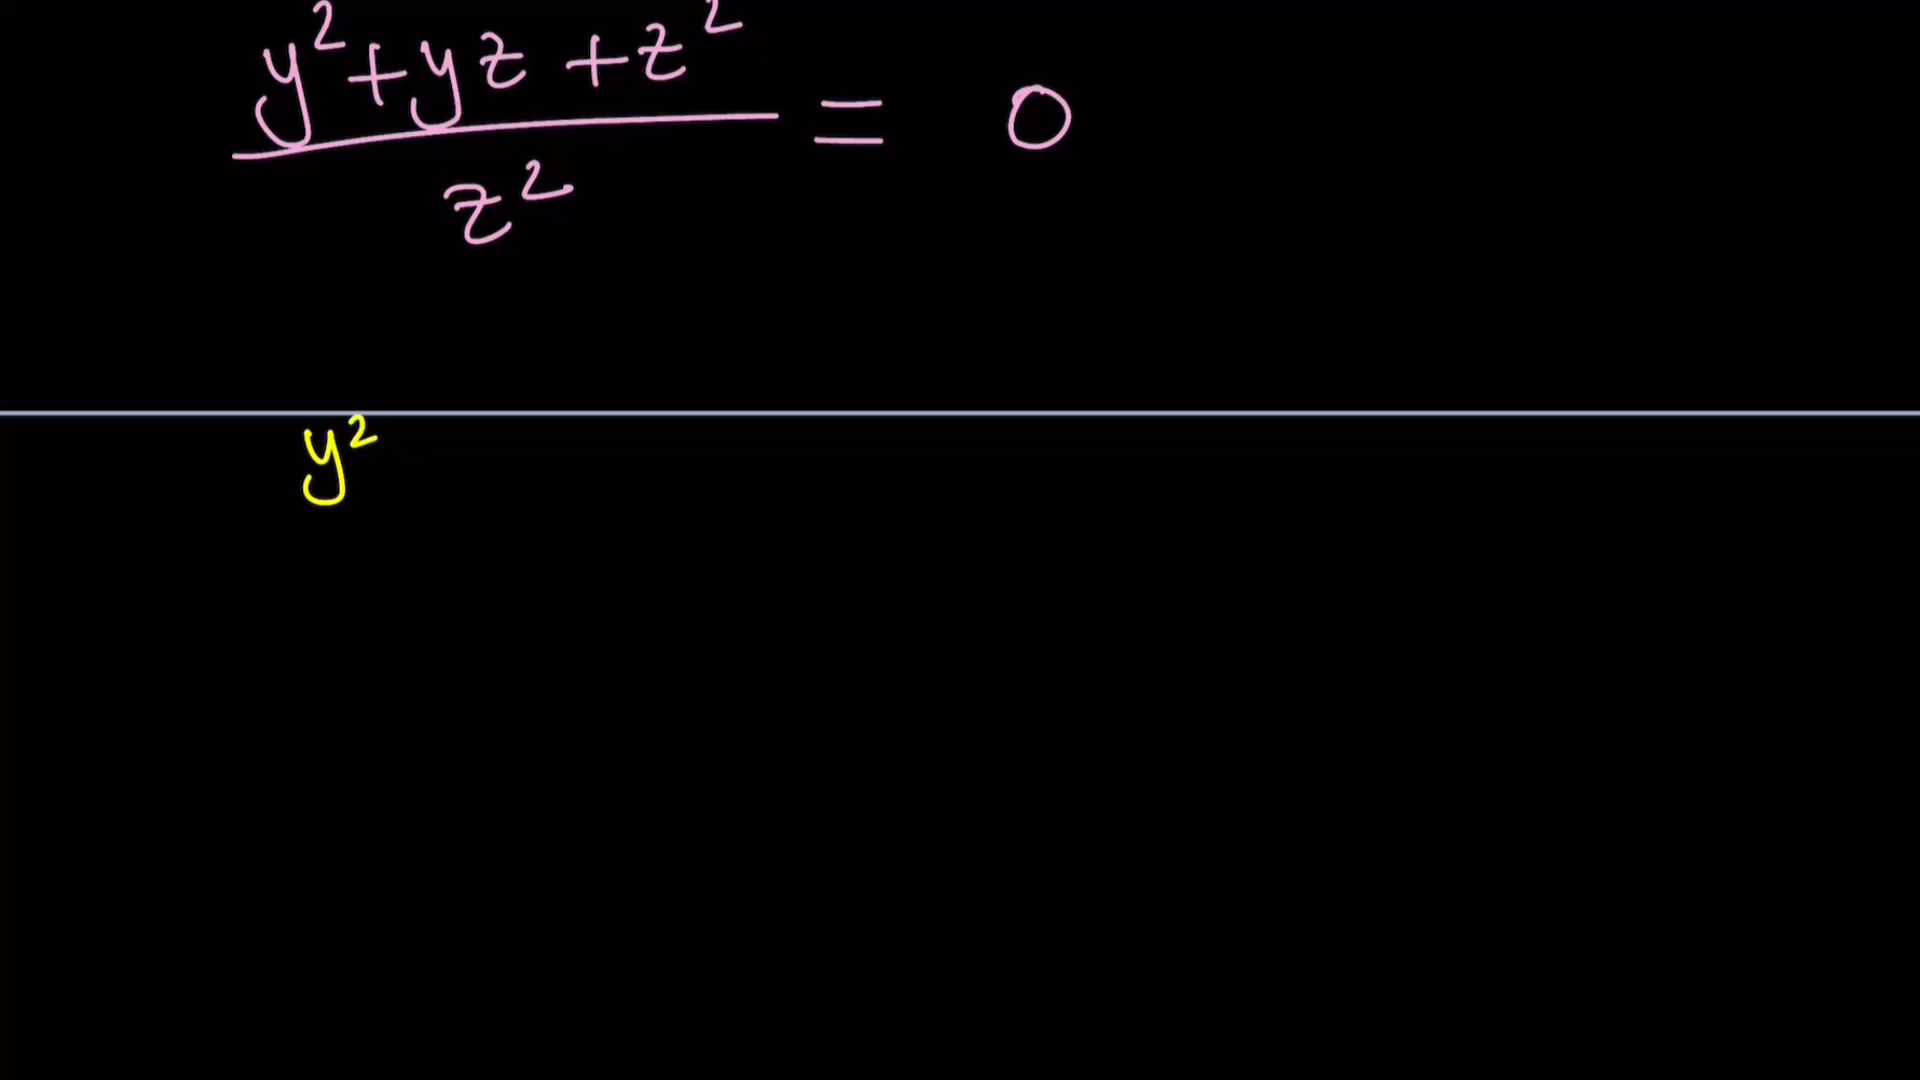 y²+yz+z²
= 0
z²
y²